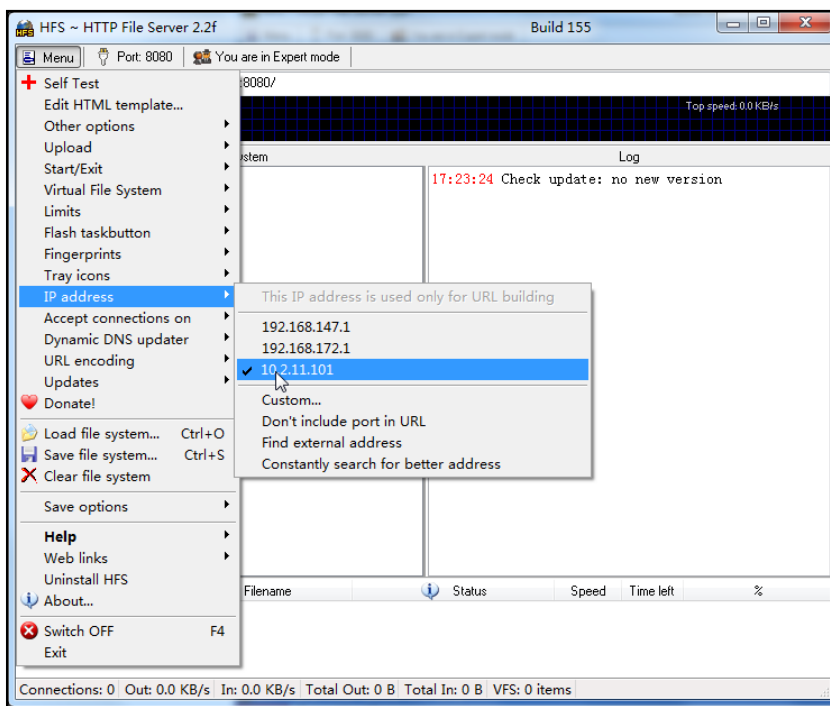 HFS ~ HTTP File Server 2.2f Build 155
Menu Port: 8080 You are in Expert mode
:8080/
Top speed: 0.0 KB/s
Self Test
Edit HTML template...
Other options
Upload
Start/Exit
Virtual File System
Limits
Flash taskbutton
Fingerprints
Tray icons
IP address
Accept connections on
Dynamic DNS updater
URL encoding
Updates
Donate!
Load file system... Ctrl+O
Save file system... Ctrl+S
Clear file system
Save options
Help
Web links
Uninstall HFS
About...
Switch OFF F4
Exit
This IP address is used only for URL building
192.168.147.1
192.168.172.1
10.2.11.101
Custom...
Don't include port in URL
Find external address
Constantly search for better address
Log
17:23:24 Check update: no new version
Filename Status Speed Time left %
Connections: 0 Out: 0.0 KB/s In: 0.0 KB/s Total Out: 0 B Total In: 0 B VFS: 0 items